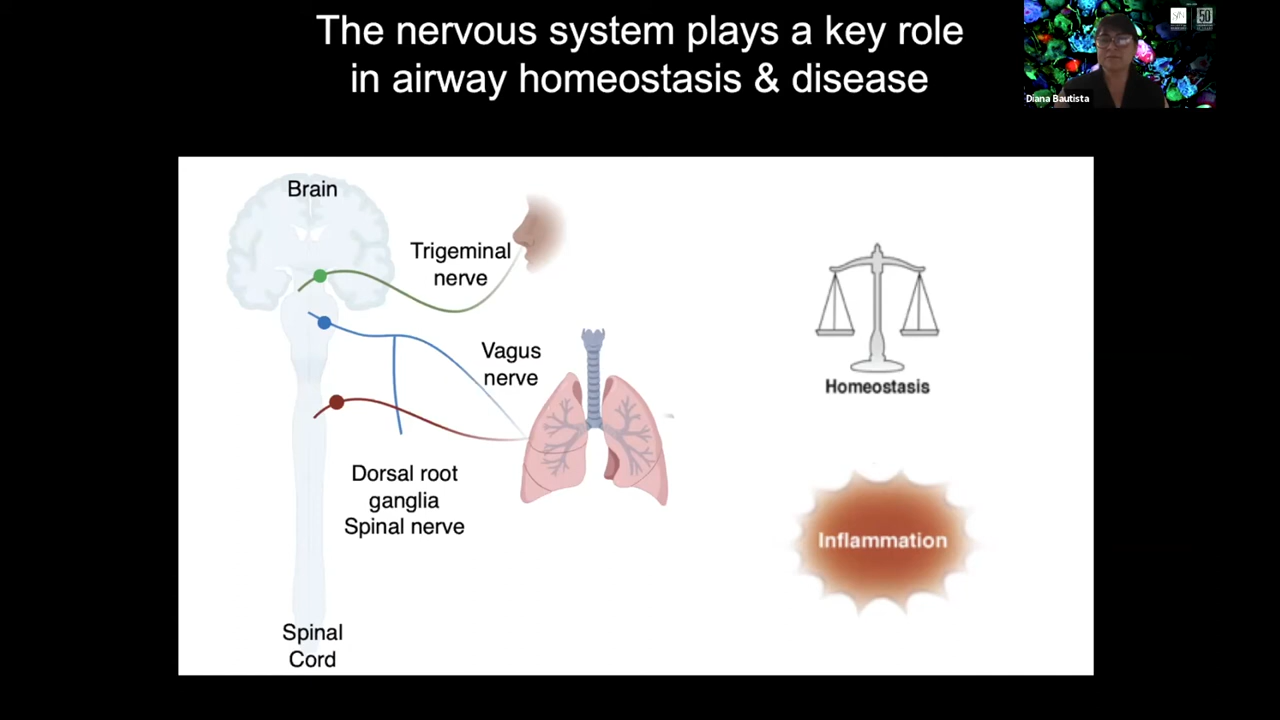 The nervous system plays a key role
in airway homeostasis & disease
Diana Bautista
50
Brain
Trigeminal
nerve
Vagus
nerve
Dorsal root
ganglia
Spinal nerve
Spinal
Cord
Homeostasis
Inflammation